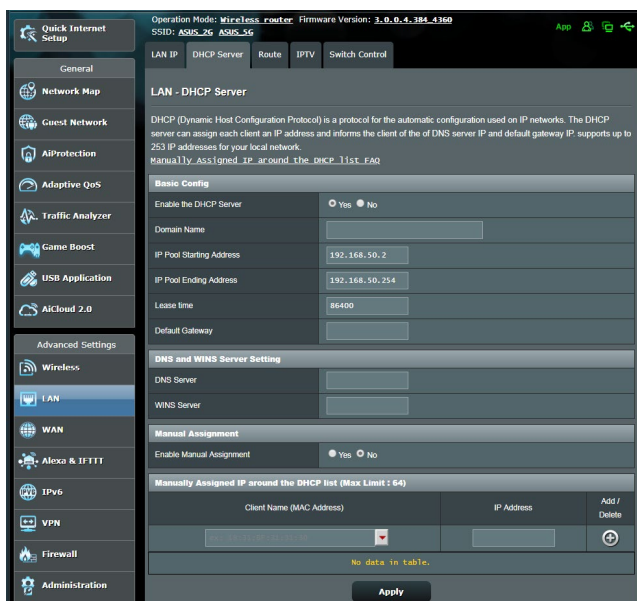 Quick Internet
Setup
General
Network Map
Guest Network
AiProtection
Adaptive QoS
Traffic Analyzer
Game Boost
USB Application
AiCloud 2.0
Advanced Settings
Wireless
LAN
WAN
Alexa & IFTTT
IPv6
VPN
Firewall
Administration
Operation Mode: Wireless router Firmware Version: 3.0.0.4.384_4360
SSID: ASUS_2G ASUS_5G
App
LAN IP DHCP Server Route IPTV Switch Control
LAN - DHCP Server
DHCP (Dynamic Host Configuration Protocol) is a protocol for the automatic configuration used on IP networks. The DHCP
server can assign each client an IP address and informs the client of the of DNS server IP and default gateway IP. supports up to
253 IP addresses for your local network.
Manually Assigned IP around the DHCP list FAQ
Basic Config
Enable the DHCP Server Yes No
Domain Name
IP Pool Starting Address 192.168.50.2
IP Pool Ending Address 192.168.50.254
Lease time 86400
Default Gateway
DNS and WINS Server Setting
DNS Server
WINS Server
Manual Assignment
Enable Manual Assignment Yes No
Manually Assigned IP around the DHCP list (Max Limit : 64)
Client Name (MAC Address) IP Address Add /
Delete
No data in table.
Apply